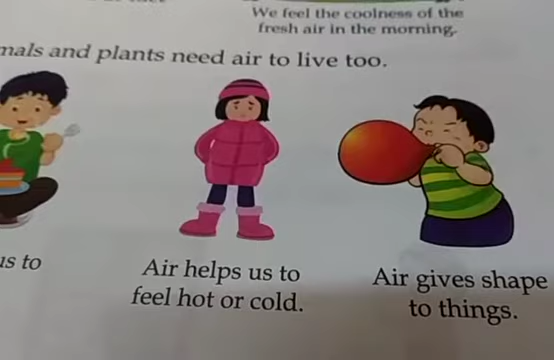 We feel the coolness of the
fresh air in the morning.
mals and plants need air to live too.
us to
Air helps us to
feel hot or cold.
Air gives shape
to things.